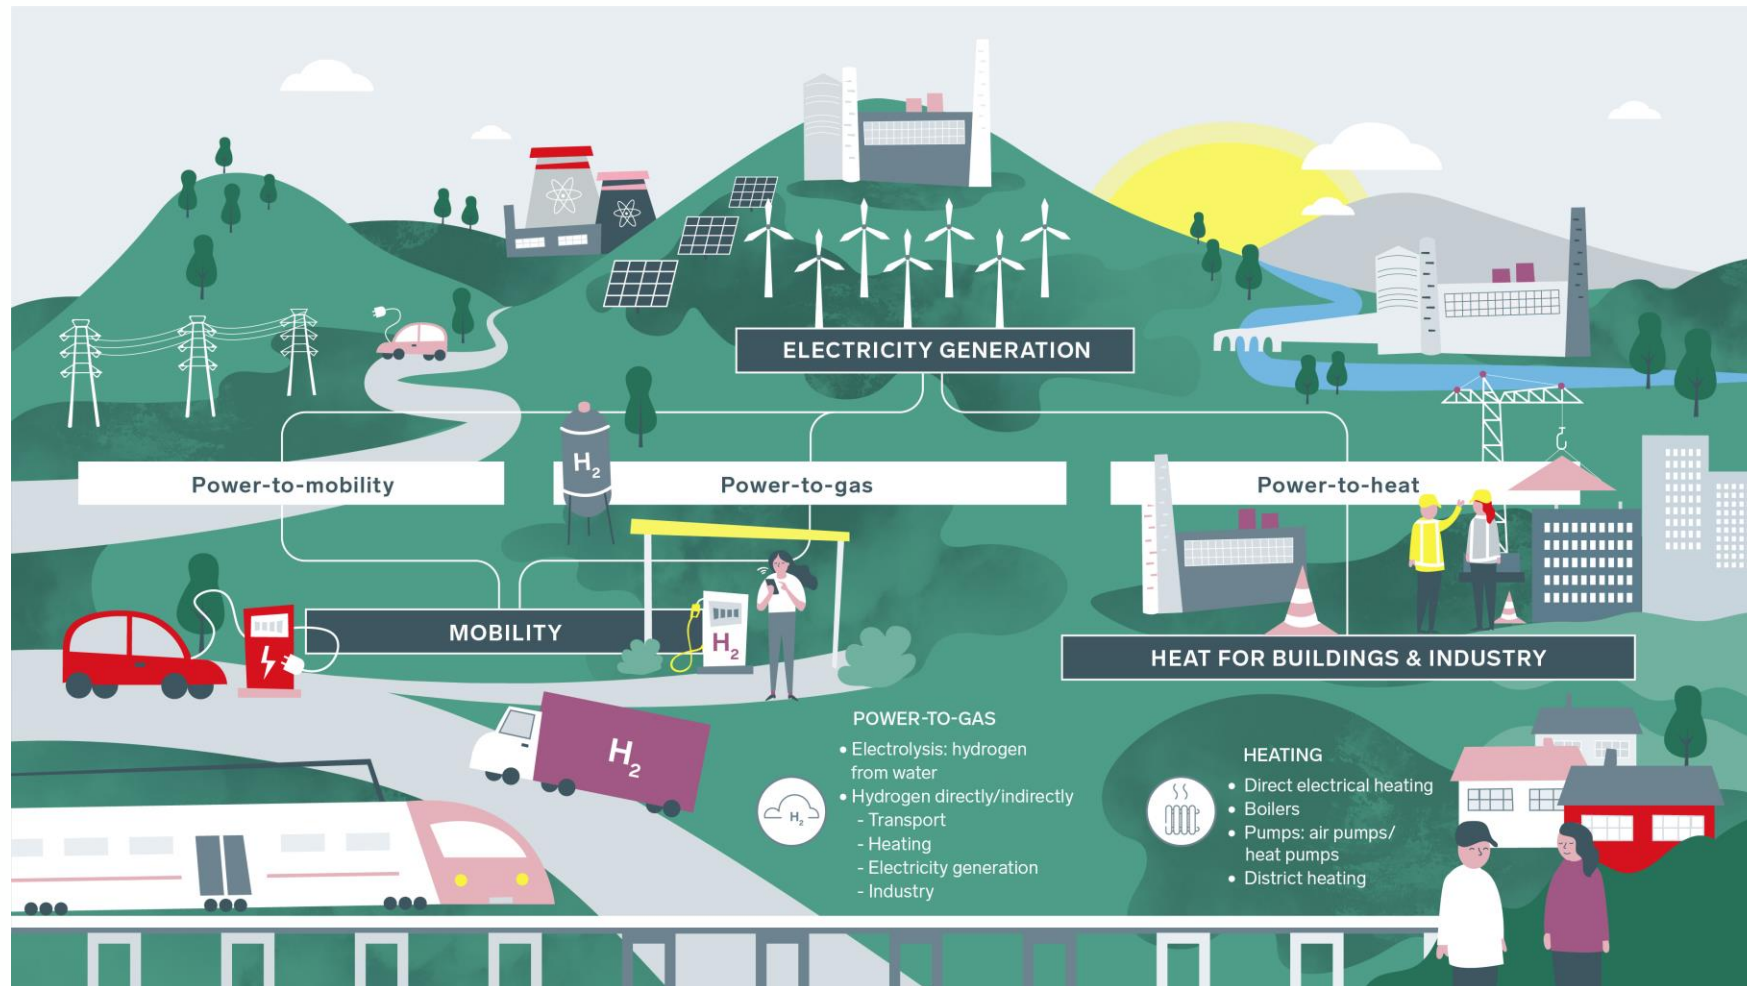 ELECTRICITY GENERATION
Power-to-mobility
H2
Power-to-gas
Power-to-heat
MOBILITY
H2
HEAT FOR BUILDINGS & INDUSTRY
H2
POWER-TO-GAS
• Electrolysis: hydrogen
from water
• Hydrogen directly/indirectly
- Transport
- Heating
- Electricity generation
- Industry
H2
HEATING
• Direct electrical heating
• Boilers
• Pumps: air pumps/
heat pumps
• District heating